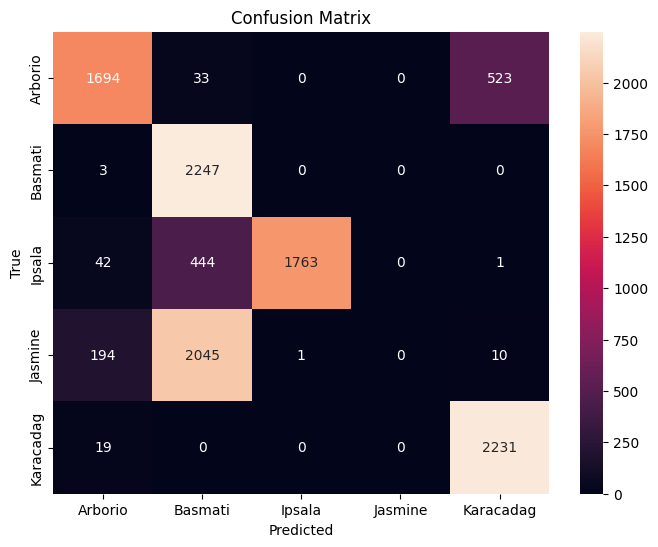 Confusion Matrix
True
Arborio 1694 33 0 0 523
Basmati 3 2247 0 0 0
Ipsala 42 444 1763 0 1
Jasmine 194 2045 1 0 10
Karacadag 19 0 0 0 2231
Arborio Basmati Ipsala Jasmine Karacadag
Predicted
2000
1750
1500
1250
1000
750
500
250
0